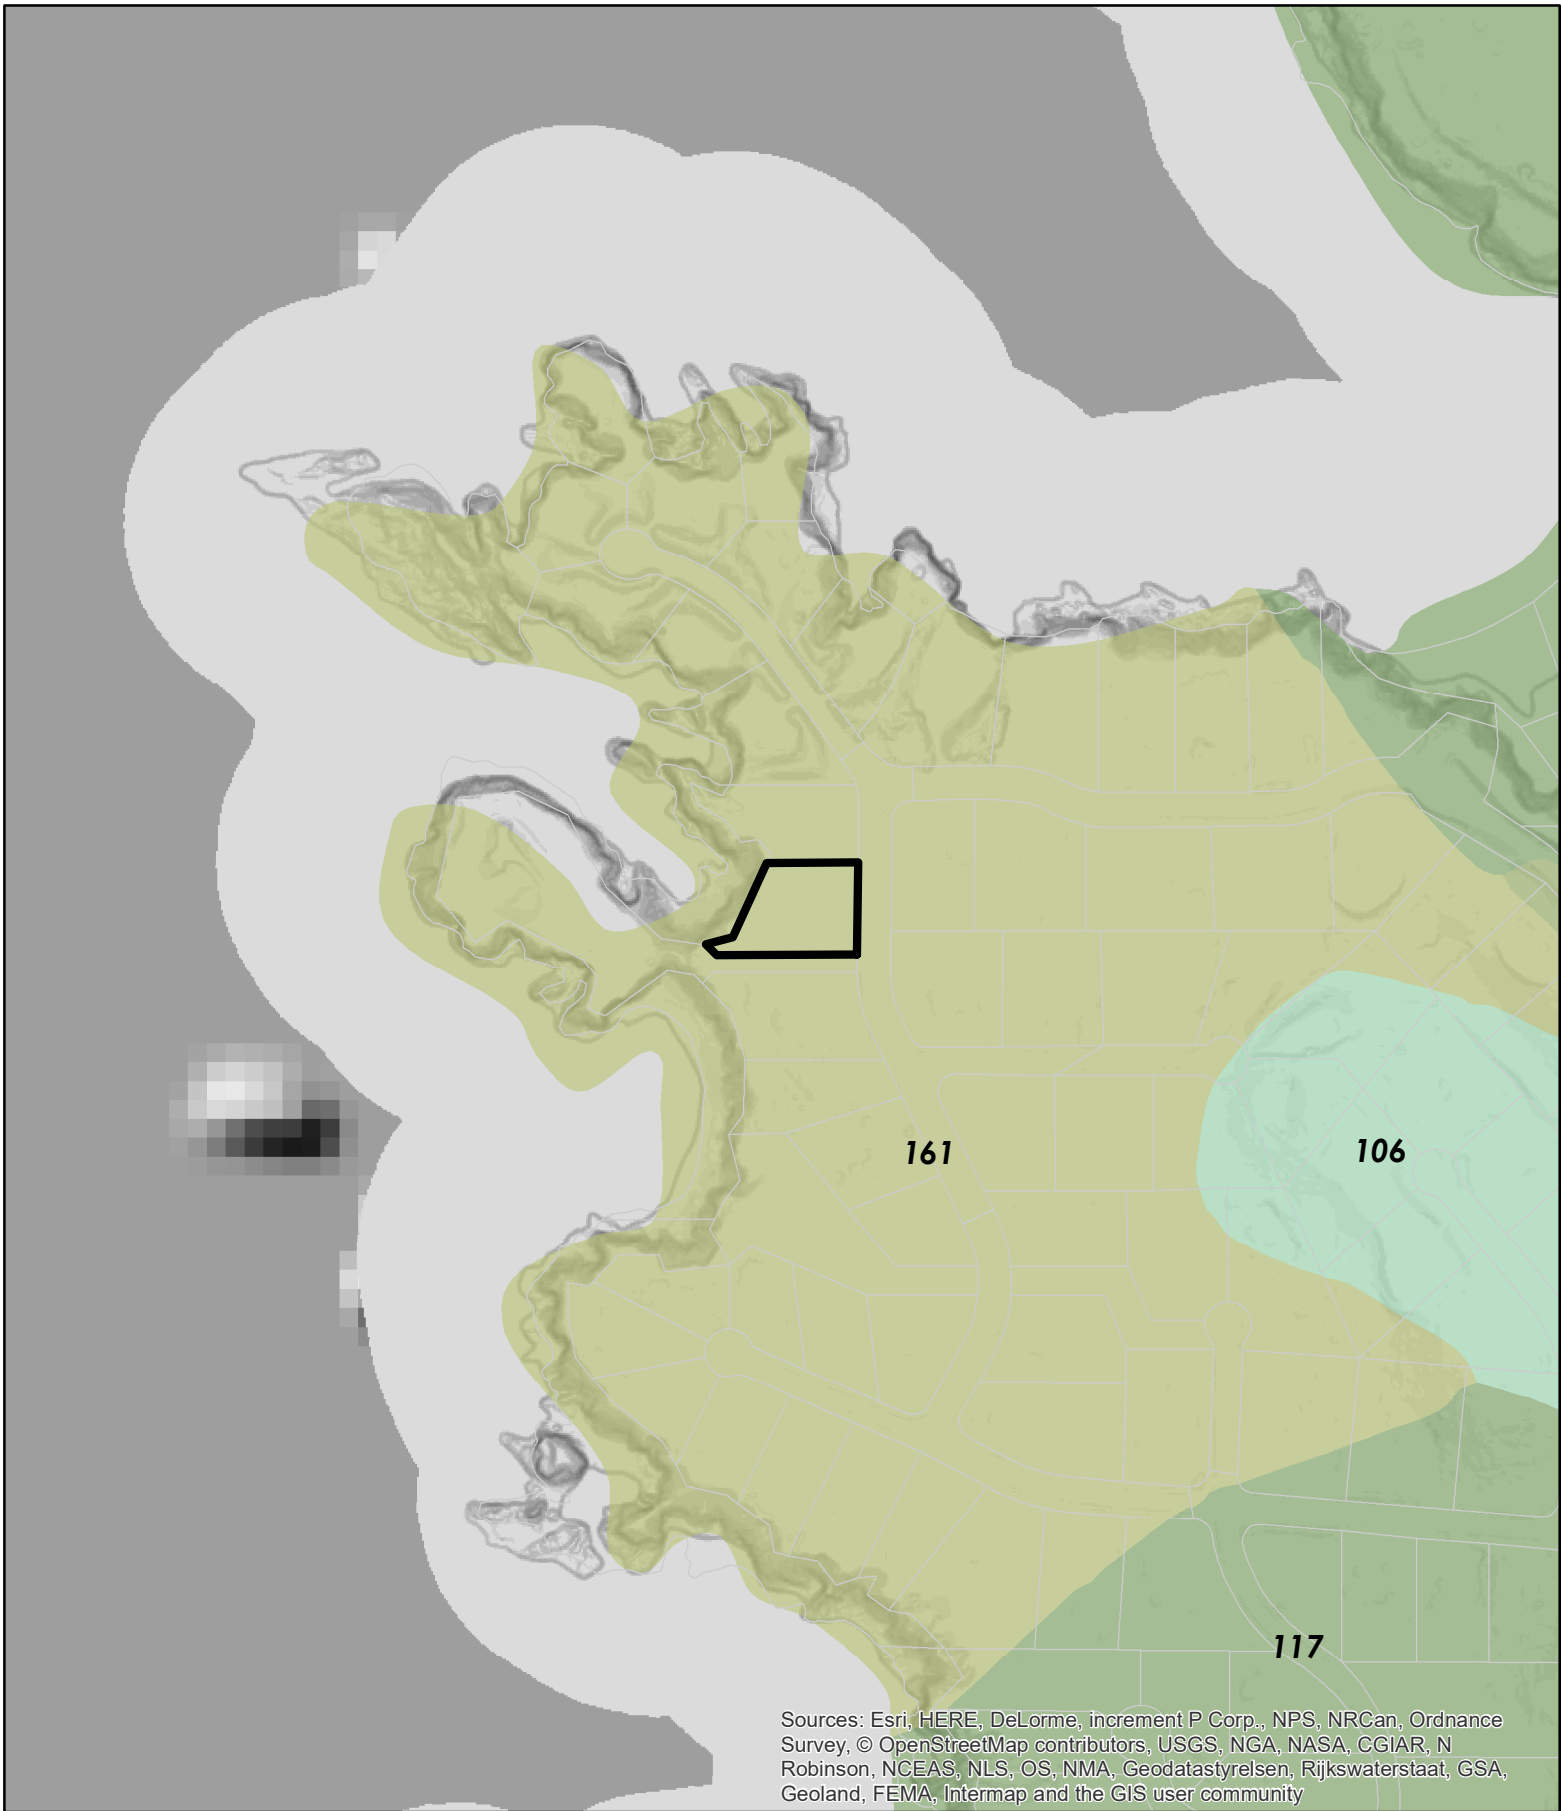 161
106
117
Sources: Esri, HERE, DeLorme, increment P Corp., NPS, NRCan, Ordnance
Survey, © OpenStreetMap contributors, USGS, NGA, NASA, CGIAR, N
Robinson, NCEAS, NLS, OS, NMA, Geodatastyrelsen, Rijkswaterstaat, GSA,
Geoland, FEMA, Intermap and the GIS user community